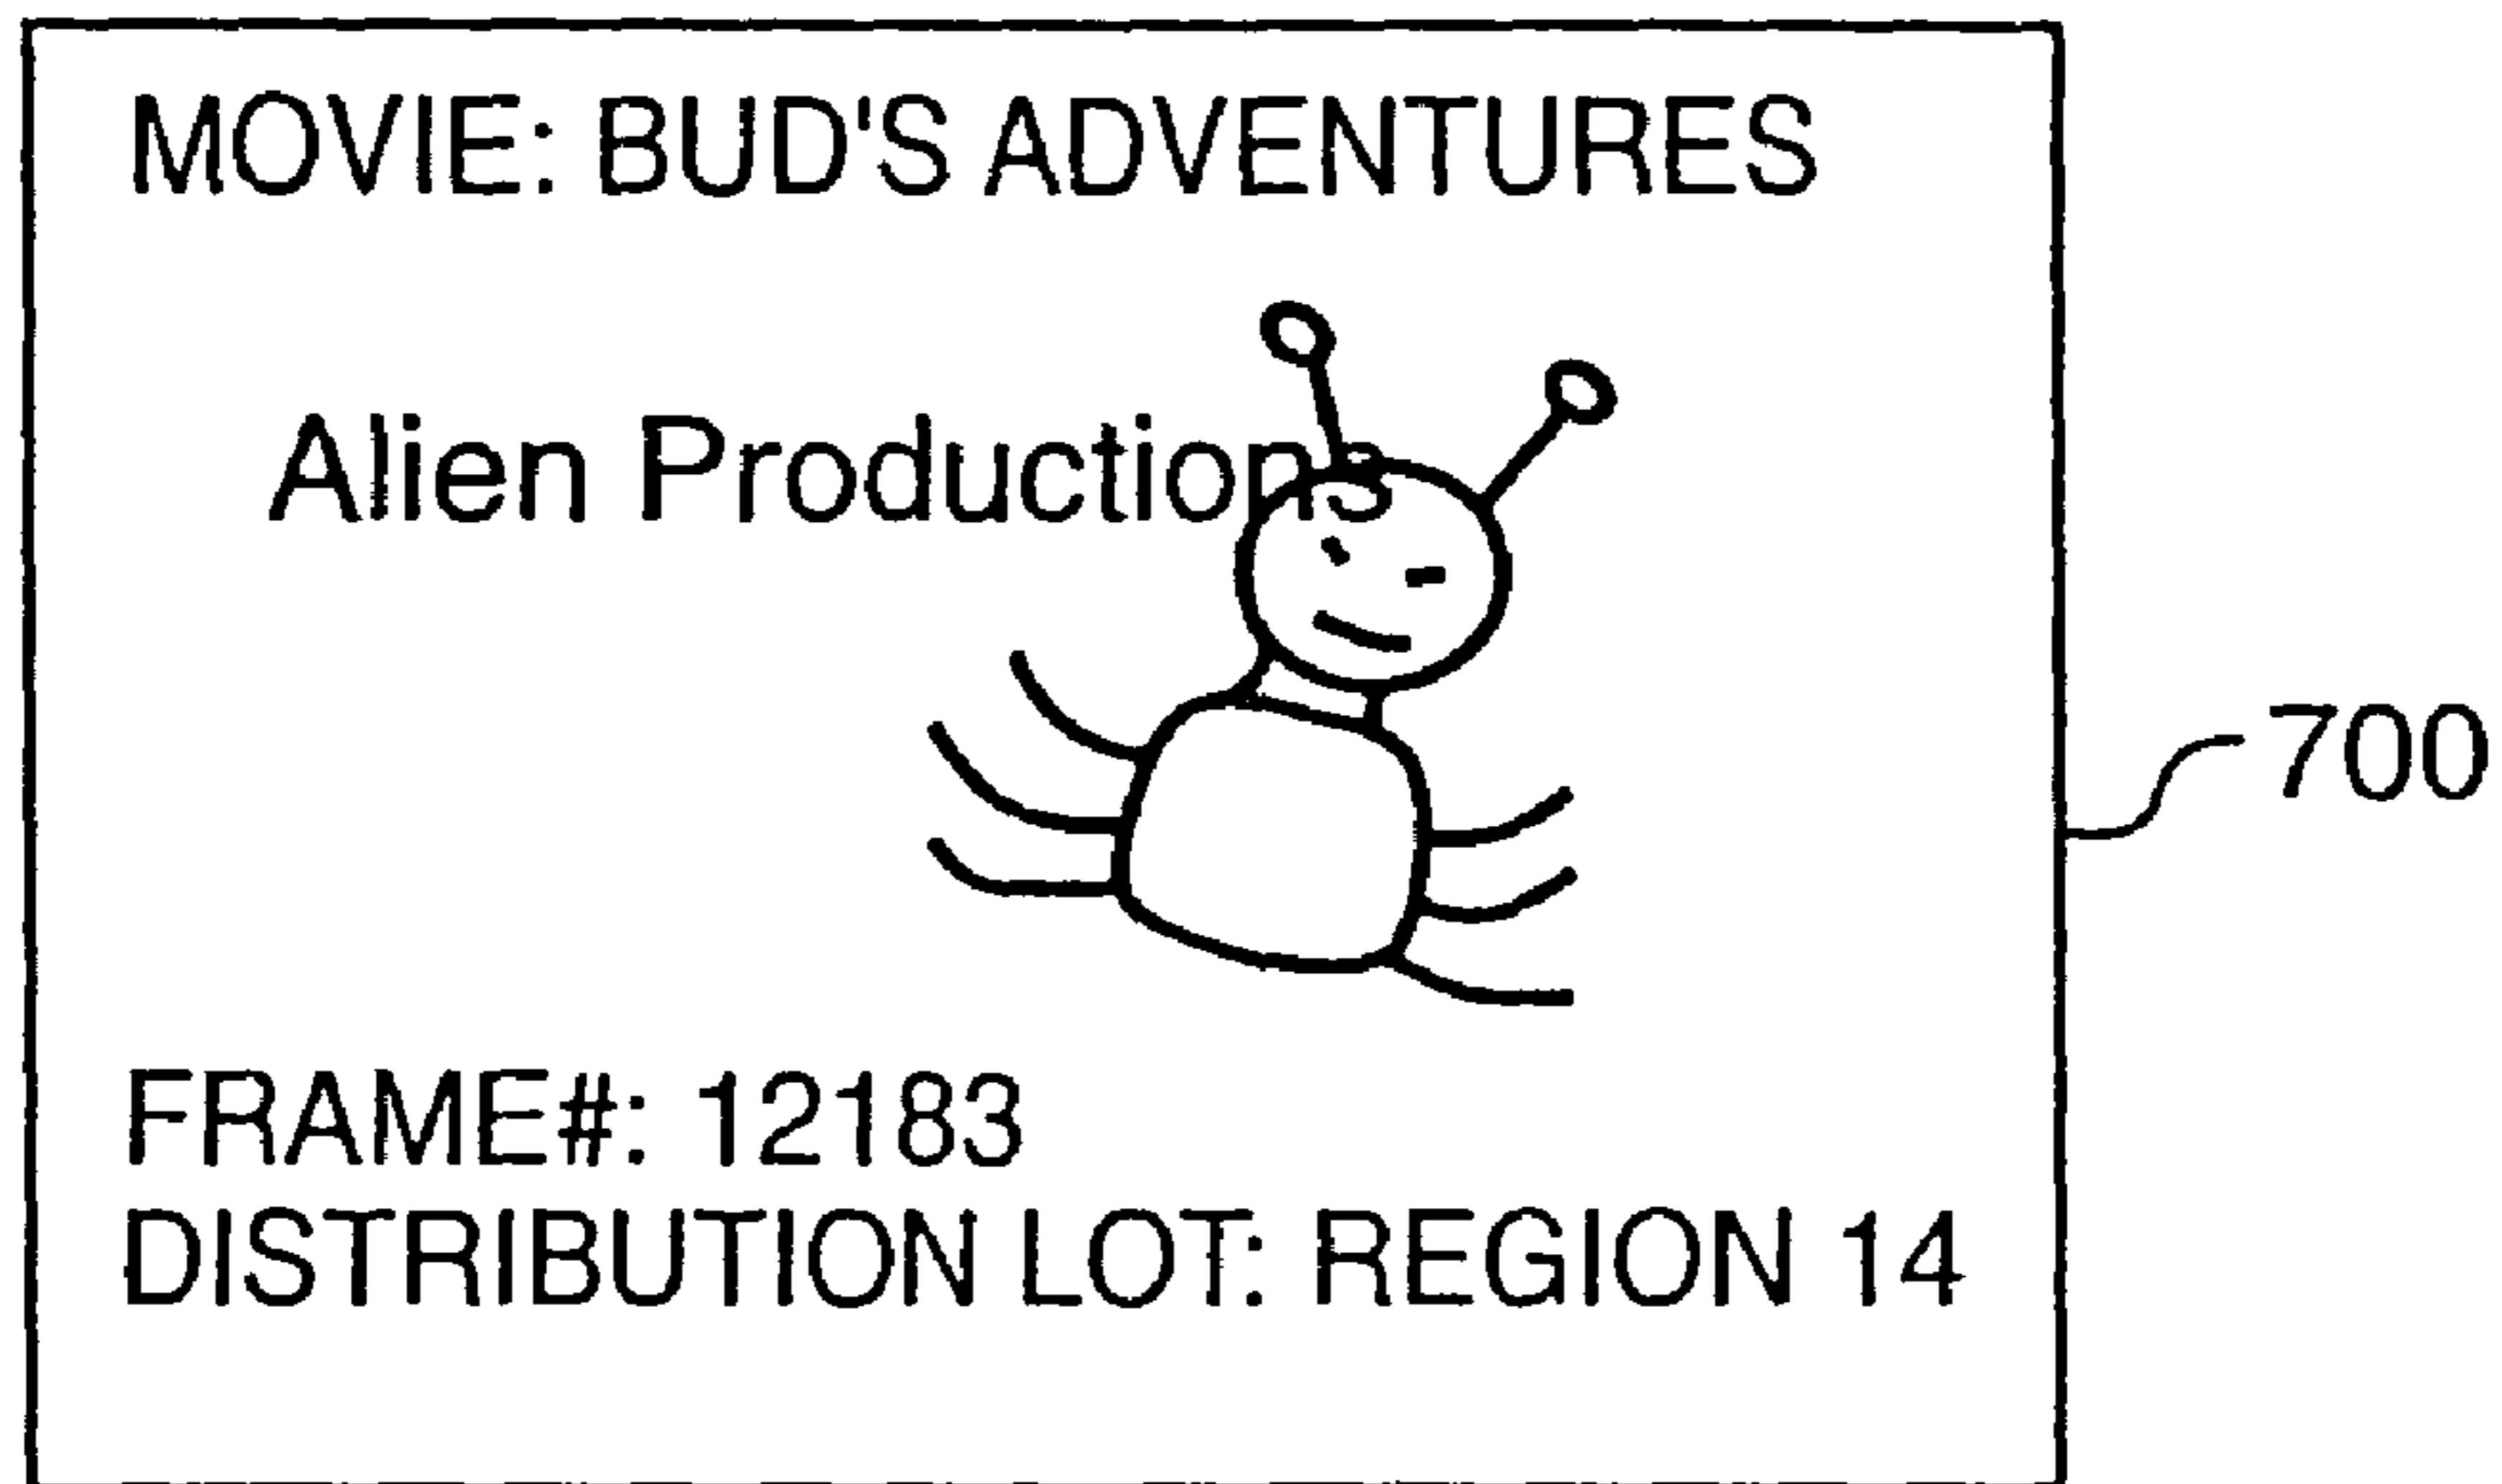 MOVIE: BUD'S ADVENTURES
Alien Productions
700
FRAME#: 12183
DISTRIBUTION LOT: REGION 14